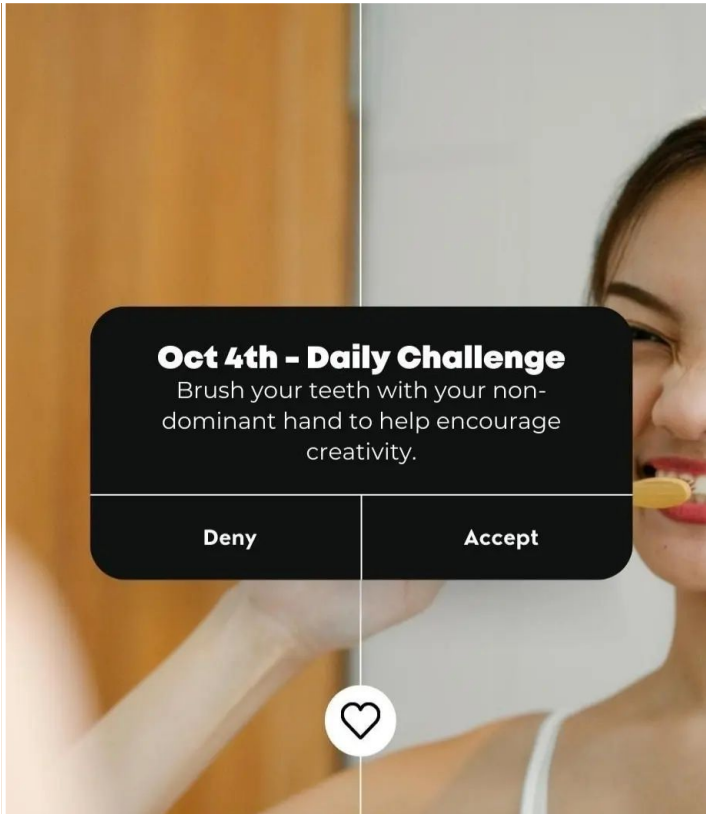 Oct 4th - Daily Challenge
Brush your teeth with your non-
dominant hand to help encourage
creativity.
Deny
Accept